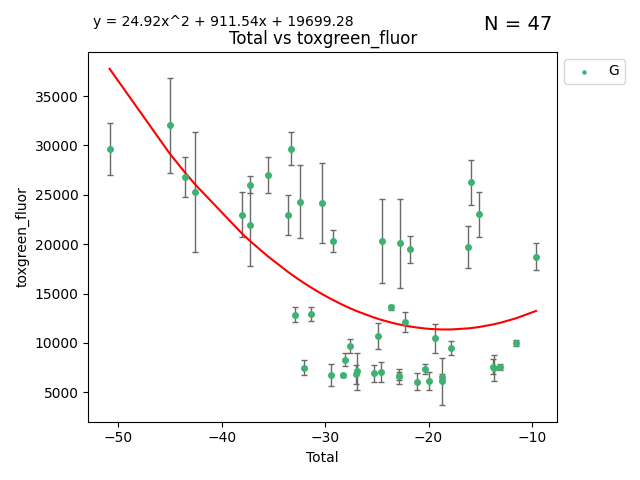 y = 24.92x^2 + 911.54x + 19699.28
N = 47
Total vs toxgreen_fluor
G
35000
30000
25000
20000
15000
10000
5000
toxgreen_fluor
−50
−40
−30
−20
−10
Total